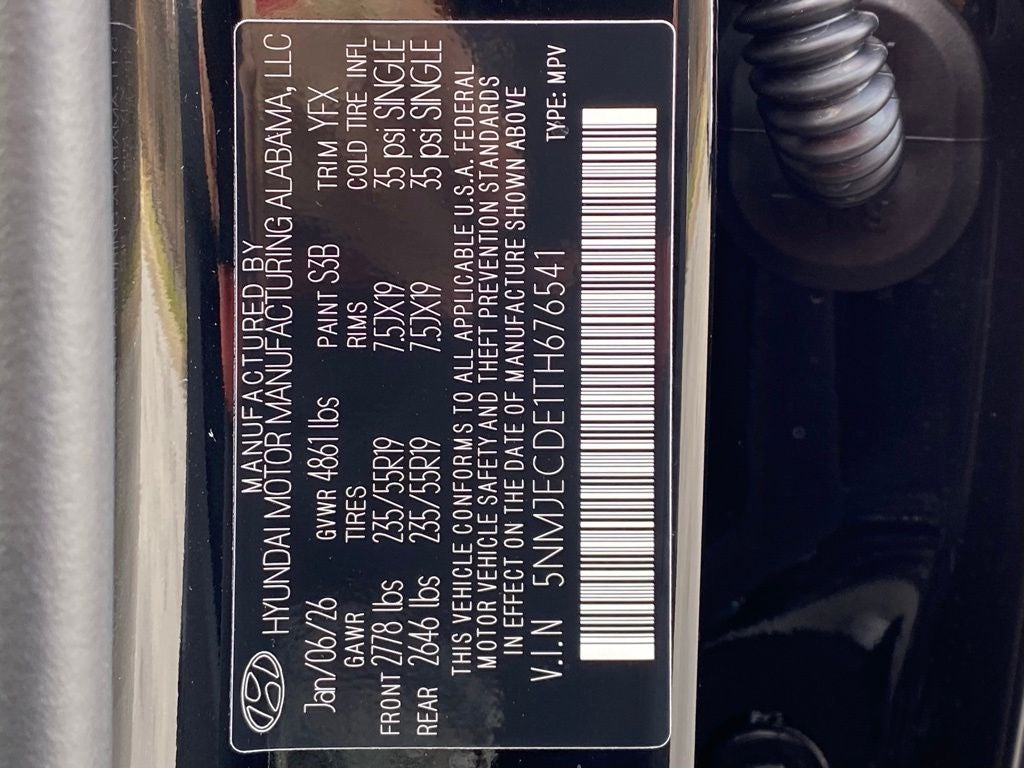 MANUFACTURED BY
HYUNDAI MOTOR MANUFACTURING ALABAMA, LLC
Jan/06/26 GVWR 4861 lbs PAINT S3B TRIM YFX
GAWR TIRES RIMS COLD TIRE INFL
FRONT 2778 lbs 235/55R19 7.5JX19 35 psi SINGLE
REAR 2646 lbs 235/55R19 7.5JX19 35 psi SINGLE
THIS VEHICLE CONFORMS TO ALL APPLICABLE U.S.A. FEDERAL
MOTOR VEHICLE SAFETY AND THEFT PREVENTION STANDARDS
IN EFFECT ON THE DATE OF MANUFACTURE SHOWN ABOVE
V.I.N 5NMJECDE1TH676541 TYPE: MPV